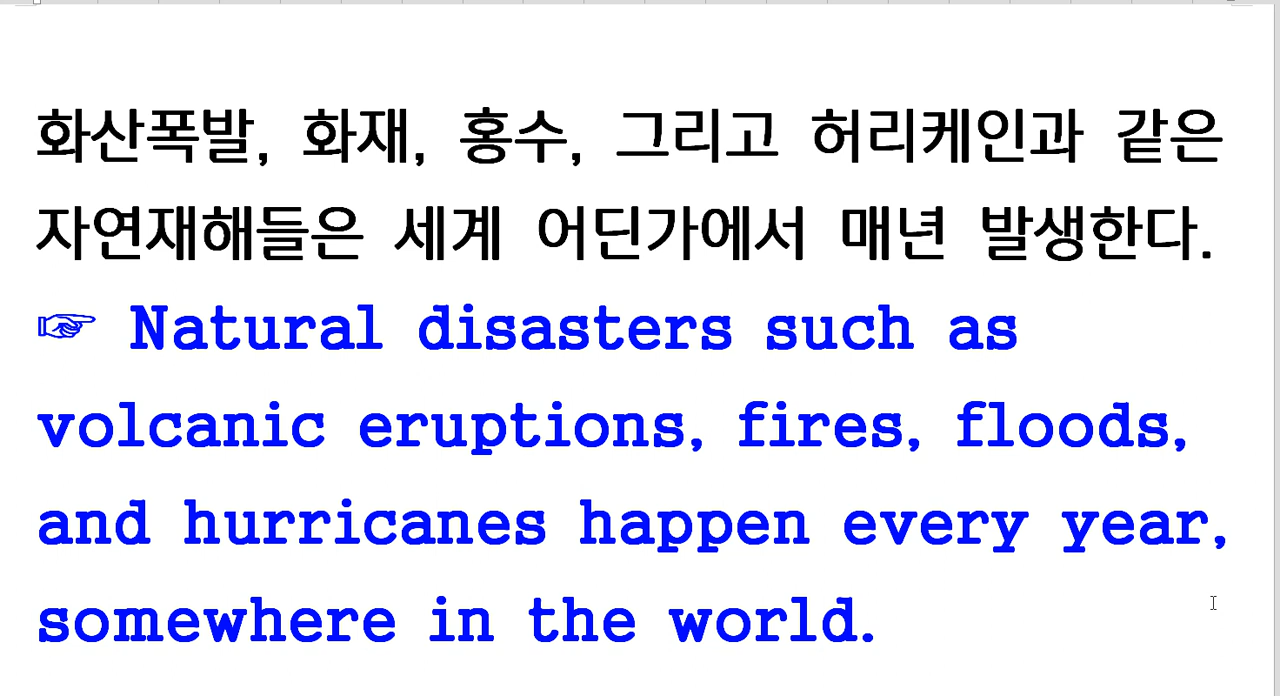 화산폭발, 화재, 홍수, 그리고 허리케인과 같은
자연재해들은 세계 어딘가에서 매년 발생한다.
☞ Natural disasters such as
volcanic eruptions, fires, floods,
and hurricanes happen every year,
somewhere in the world.